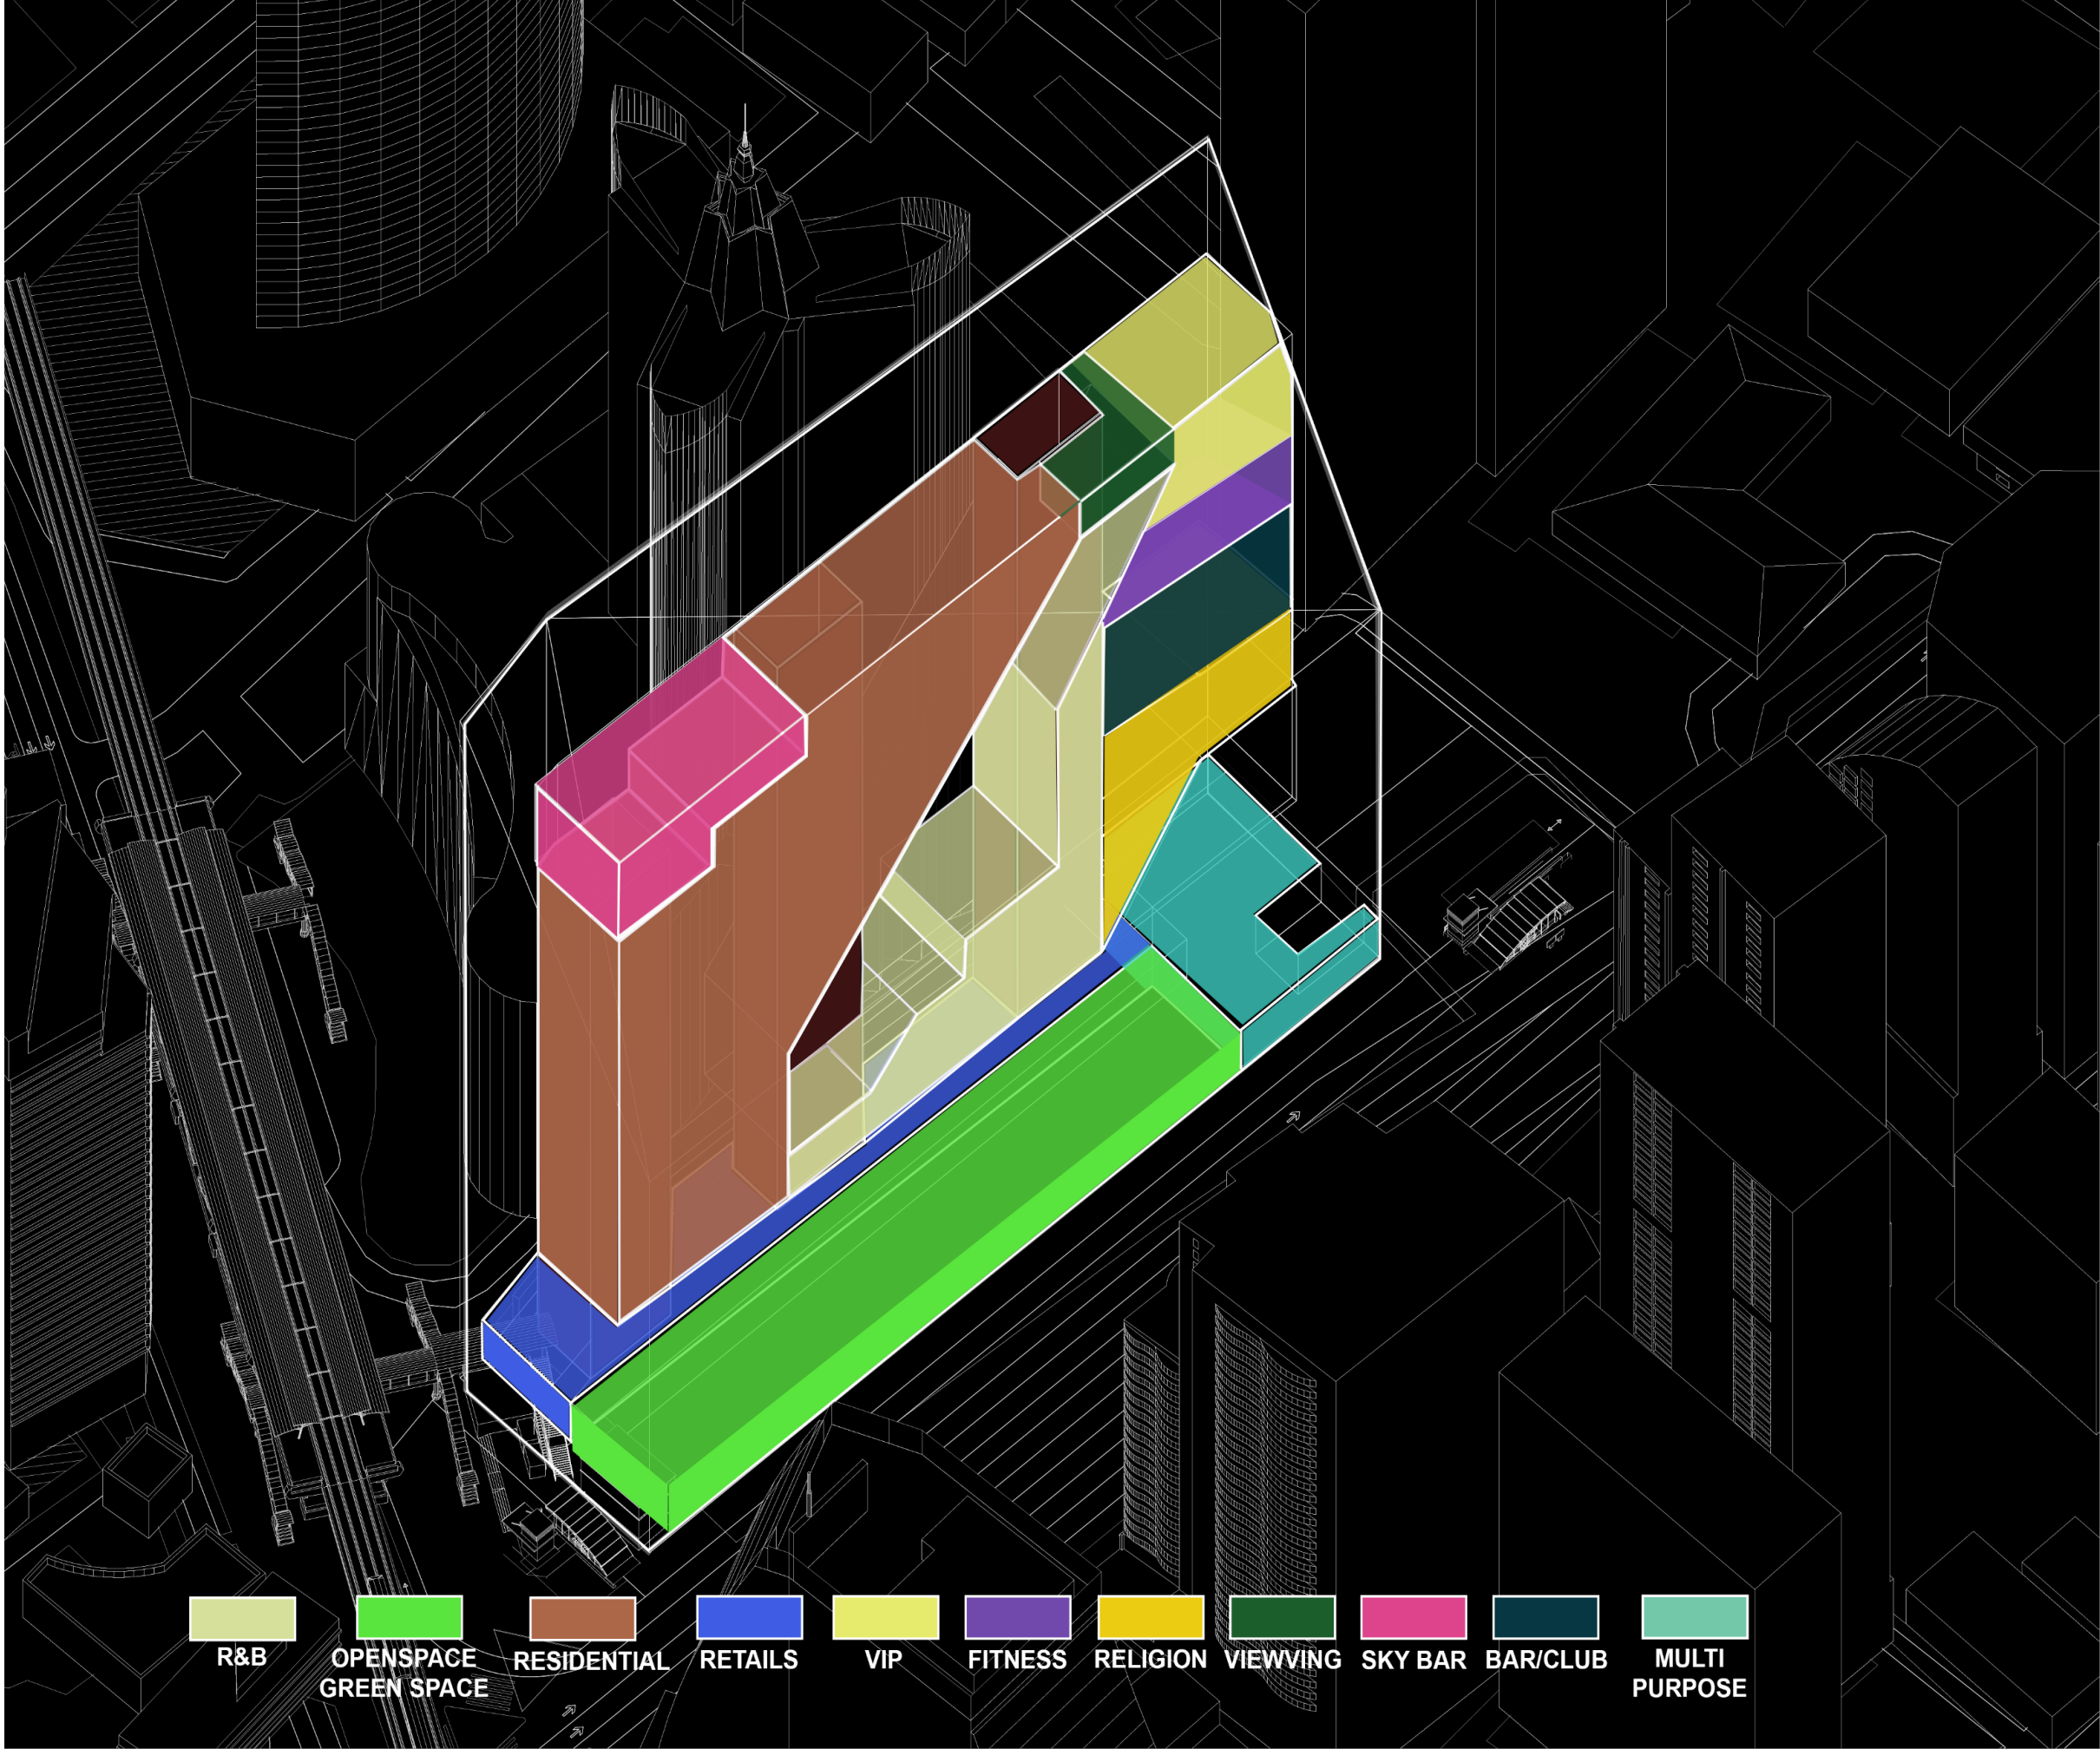 R&B
OPENSPACE
GREEN SPACE
RESIDENTIAL
RETAILS
VIP
FITNESS
RELIGION
VIEWVING
SKY BAR
BAR/CLUB
MULTI
PURPOSE